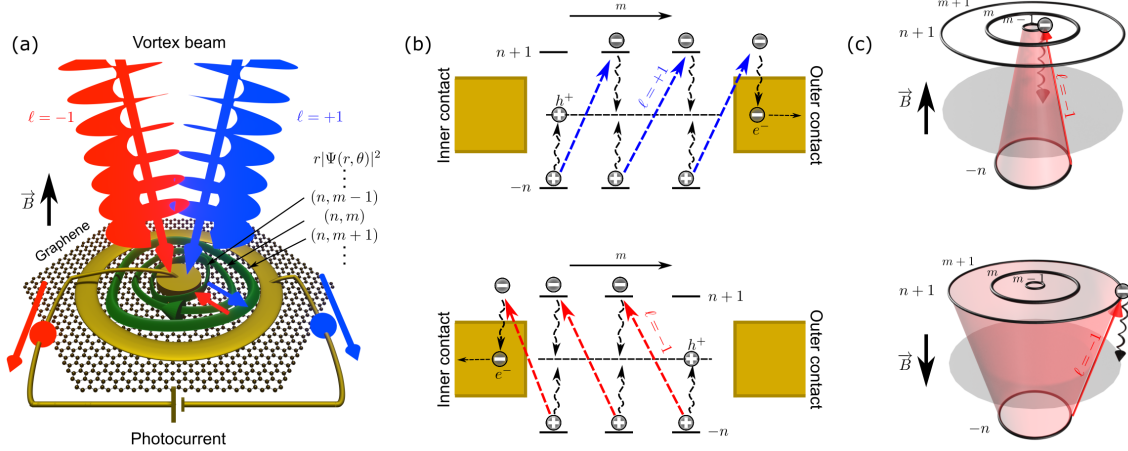 (a)
Vortex beam
ℓ=−1
ℓ=+1
r|Ψ(r,θ)|²
⋮
(n,m−1)
(n,m)
(n,m+1)
⋮
B⃗
Graphene
Photocurrent
(b)
m
n+1
Inner contact
Outer contact
h⁺
ℓ=+1
e⁻
−n
m
n+1
Inner contact
Outer contact
ℓ=−1
h⁺
e⁻
−n
(c)
m+1
m
m−1
n+1
B⃗
ℓ=−1
−n
m+1
m
m−1
n+1
B⃗
ℓ=−1
−n